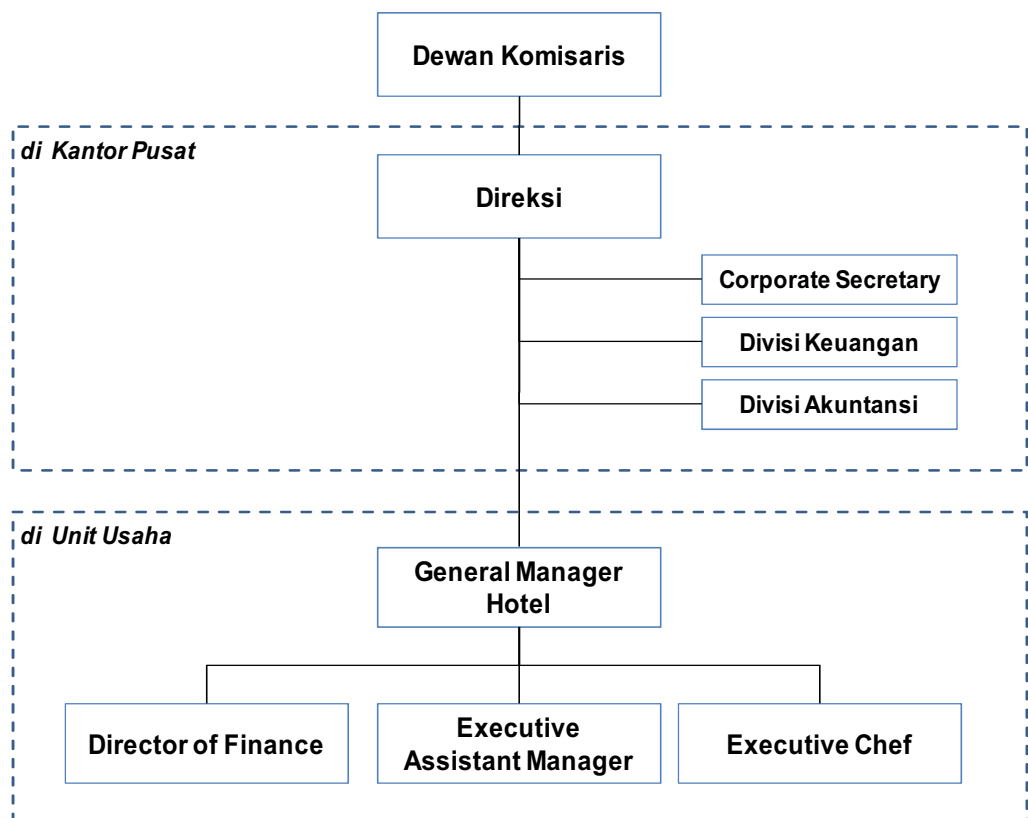 Dewan Komisaris
di Kantor Pusat
Direksi
Corporate Secretary
Divisi Keuangan
Divisi Akuntansi
di Unit Usaha
General Manager
Hotel
Director of Finance
Executive
Assistant Manager
Executive Chef